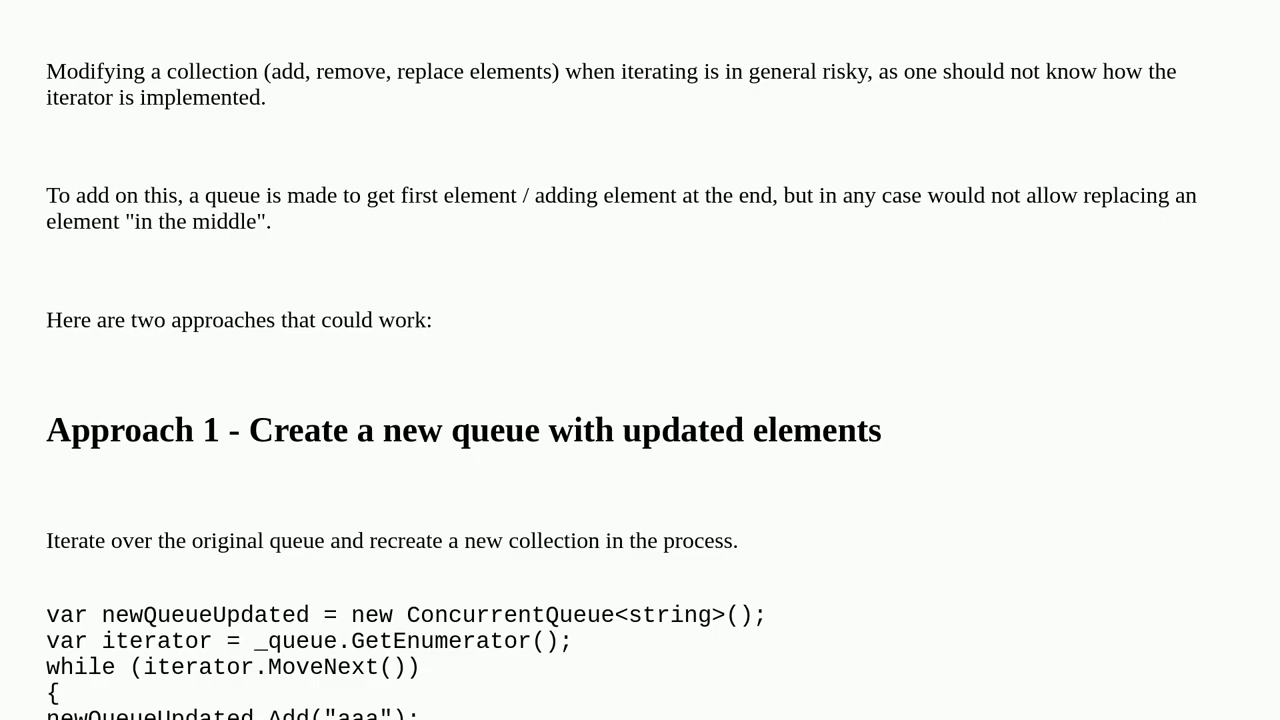 Modifying a collection (add, remove, replace elements) when iterating is in general risky, as one should not know how the
iterator is implemented.
To add on this, a queue is made to get first element / adding element at the end, but in any case would not allow replacing an
element "in the middle".
Here are two approaches that could work:
Approach 1 - Create a new queue with updated elements
Iterate over the original queue and recreate a new collection in the process.
var newQueueUpdated = new ConcurrentQueue<string>();
var iterator = _queue.GetEnumerator();
while (iterator.MoveNext())
{
newQueueUpdated.Add("aaa");